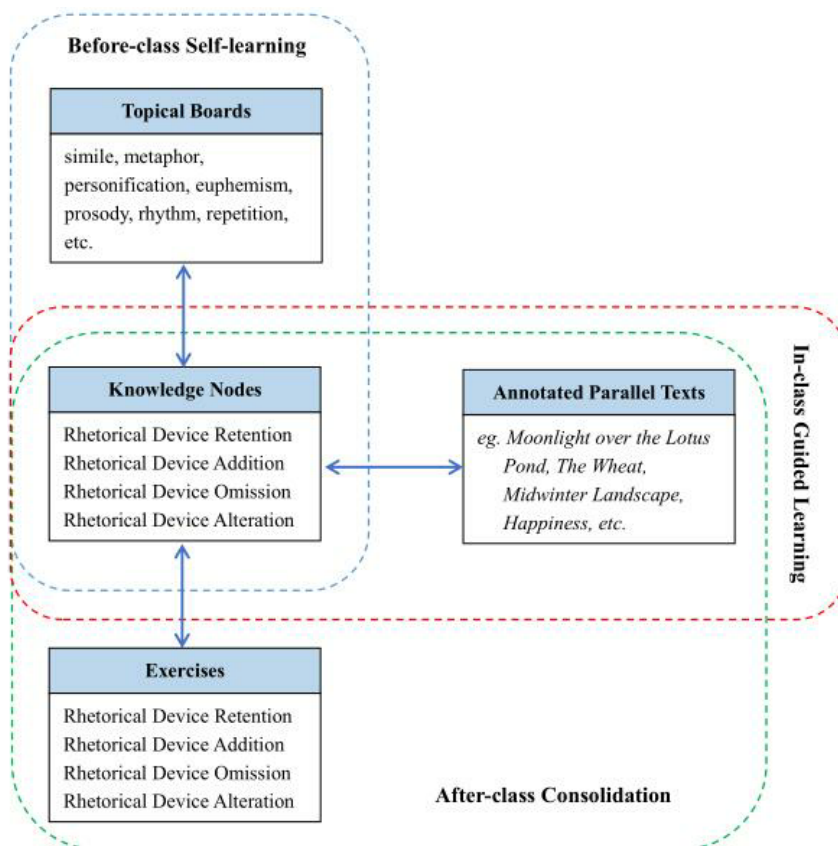 Before-class Self-learning
Topical Boards
simile, metaphor,
personification, euphemism,
prosody, rhythm, repetition,
etc.
In-class Guided Learning
Knowledge Nodes
Rhetorical Device Retention
Rhetorical Device Addition
Rhetorical Device Omission
Rhetorical Device Alteration
Annotated Parallel Texts
eg. Moonlight over the Lotus
Pond, The Wheat,
Midwinter Landscape,
Happiness, etc.
Exercises
Rhetorical Device Retention
Rhetorical Device Addition
Rhetorical Device Omission
Rhetorical Device Alteration
After-class Consolidation